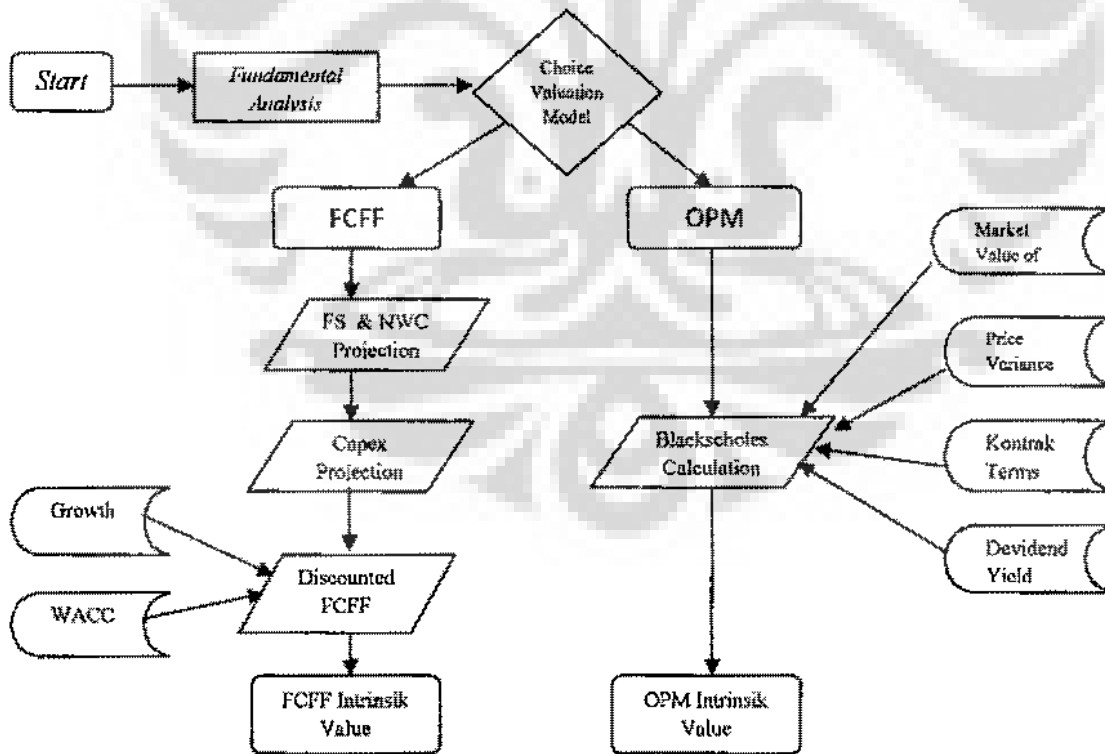 Start
Fundamental
Analysis
Choice
Valuation
Model
FCFF
OPM
Market
Value of
FS & NWC
Projection
Price
Variance
Capex
Projection
Blackscholes
Calculation
Kontrak
Terms
Growth
Discounted
FCFF
Devidend
Yield
WACC
FCFF Intrinsik
Value
OPM Intrinsik
Value